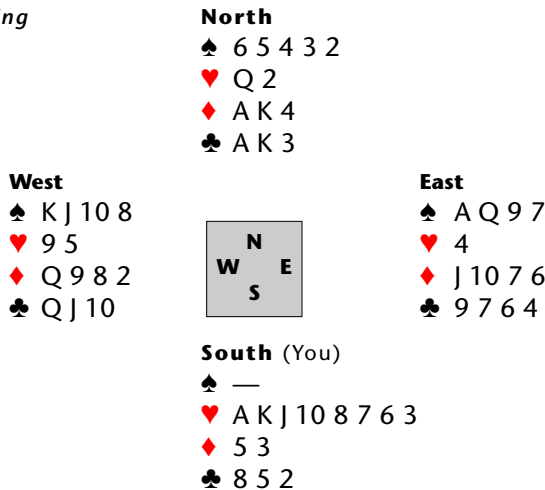 ing
North
♠ 6 5 4 3 2
♥ Q 2
♦ A K 4
♣ A K 3
West
♠ K J 10 8
♥ 9 5
♦ Q 9 8 2
♣ Q J 10
N
W E
S
East
♠ A Q 9 7
♥ 4
♦ J 10 7 6
♣ 9 7 6 4
South (You)
♠ —
♥ A K J 10 8 7 6 3
♦ 5 3
♣ 8 5 2